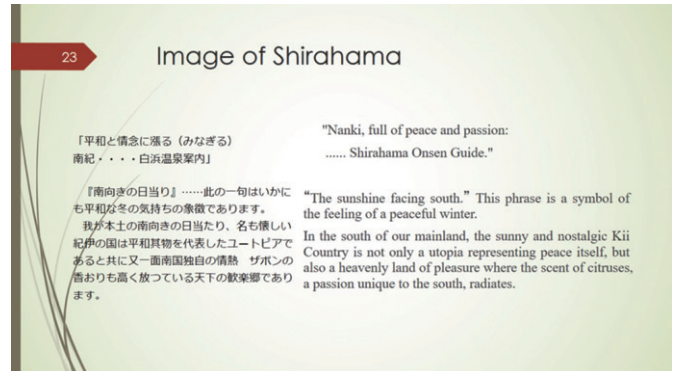 23
Image of Shirahama
「平和と情念に漲る（みなぎる）
南紀・・・・白浜温泉案内」
『南向きの日当り』……此の一句はいかに
も平和な冬の気持ちの象徴であります。
我が本土の南向きの日当たり、名も懐しい
紀伊の国は平和其物を代表したユートピアで
あると共に又一面南国独自の情熱　ザボンの
香おりも高く放つている天下の歓楽郷であり
ます。
"Nanki, full of peace and passion:
...... Shirahama Onsen Guide."
“The sunshine facing south.” This phrase is a symbol of
the feeling of a peaceful winter.
In the south of our mainland, the sunny and nostalgic Kii
Country is not only a utopia representing peace itself, but
also a heavenly land of pleasure where the scent of citruses,
a passion unique to the south, radiates.